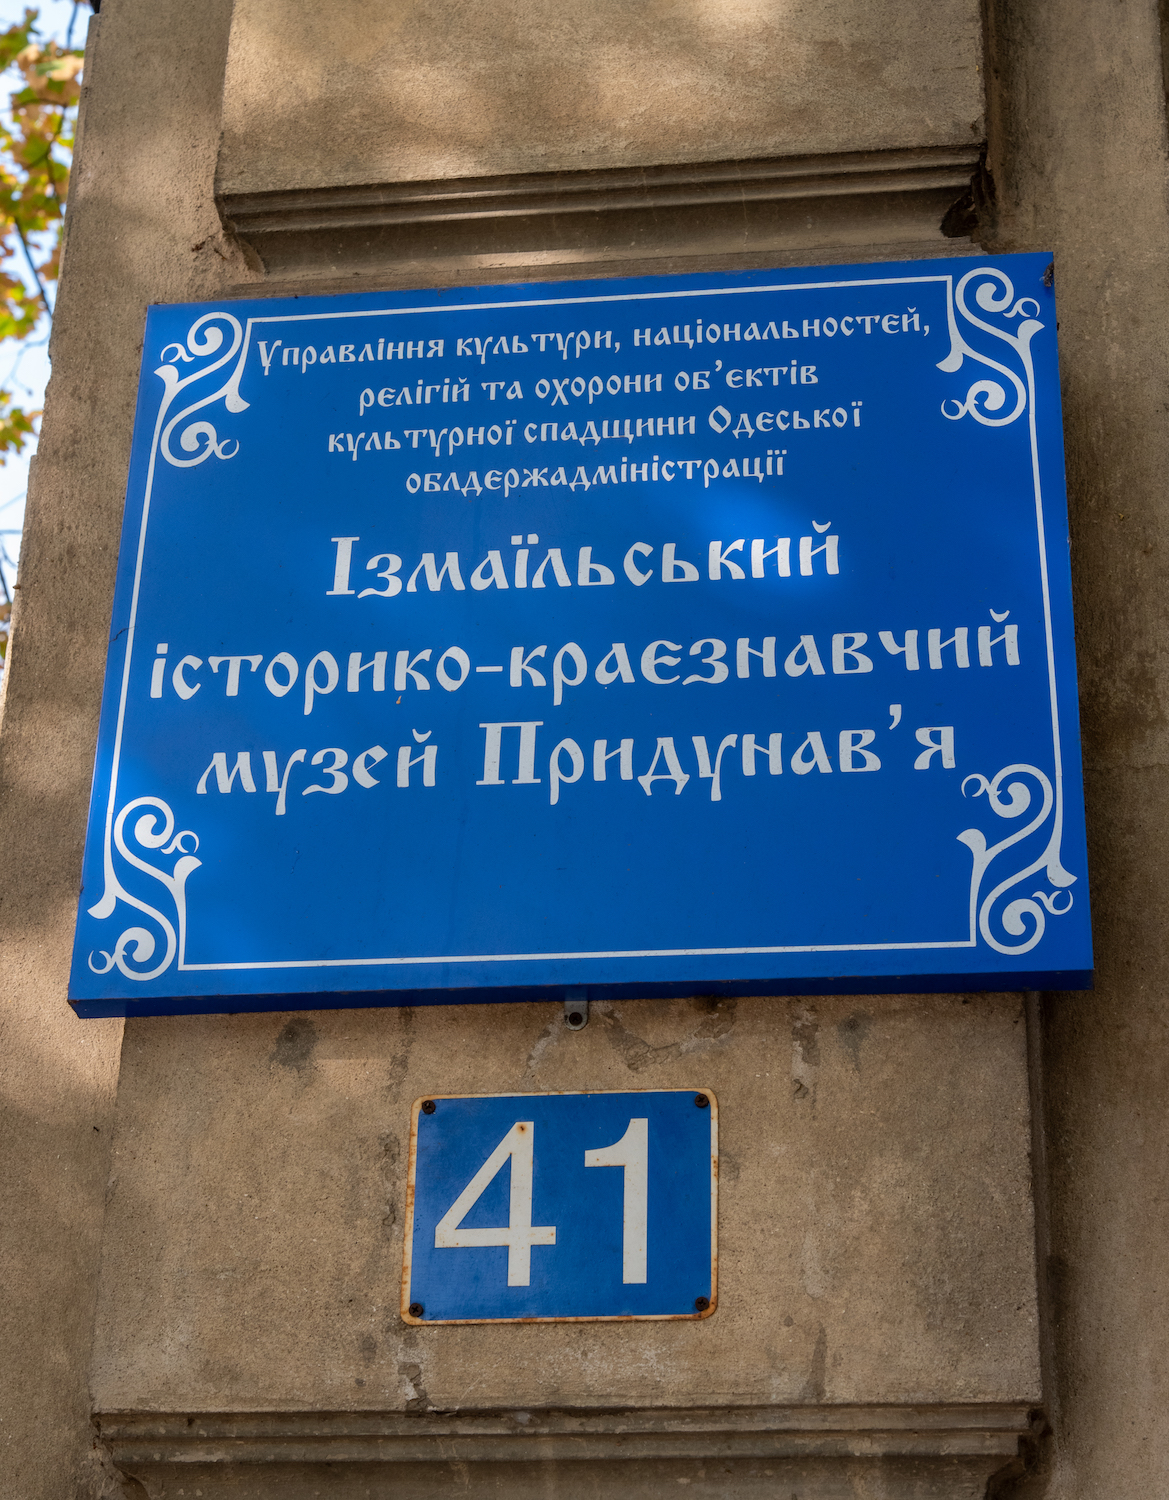 Управління культури, національностей,
релігій та охорони об’єктів
культурної спадщини Одеської
облдержадміністрації
Ізмаїльський
історико-краєзнавчий
музей Придунав’я
41